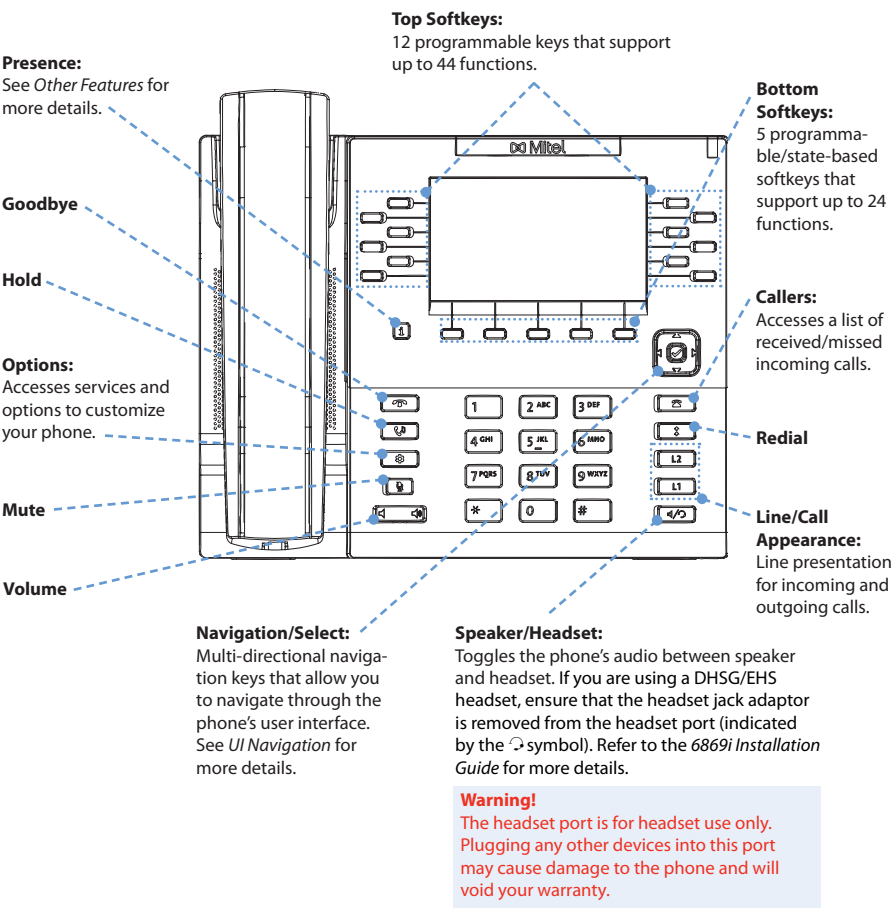 Top Softkeys:
12 programmable keys that support
up to 44 functions.
Presence:
See Other Features for
more details.
Bottom
Softkeys:
5 programma-
ble/state-based
softkeys that
support up to 24
functions.
Mitel
Goodbye
Hold
Options:
Accesses services and
options to customize
your phone.
Mute
Volume
Callers:
Accesses a list of
received/missed
incoming calls.
Redial
Line/Call
Appearance:
Line presentation
for incoming and
outgoing calls.
1
2 ABC
3 DEF
4 GHI
5 JKL
6 MNO
7 PQRS
8 TUV
9 WXYZ
*
0
#
L2
L1
Navigation/Select:
Multi-directional naviga-
tion keys that allow you
to navigate through the
phone's user interface.
See UI Navigation for
more details.
Speaker/Headset:
Toggles the phone's audio between speaker
and headset. If you are using a DHSG/EHS
headset, ensure that the headset jack adaptor
is removed from the headset port (indicated
by the symbol). Refer to the 6869i Installation
Guide for more details.
Warning!
The headset port is for headset use only.
Plugging any other devices into this port
may cause damage to the phone and will
void your warranty.